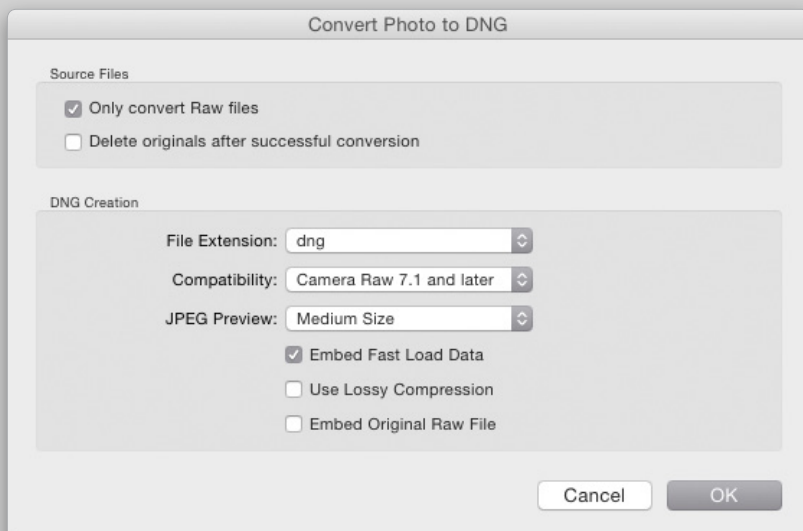 Convert Photo to DNG
Source Files
Only convert Raw files
Delete originals after successful conversion
DNG Creation
File Extension: dng
Compatibility: Camera Raw 7.1 and later
JPEG Preview: Medium Size
Embed Fast Load Data
Use Lossy Compression
Embed Original Raw File
Cancel OK